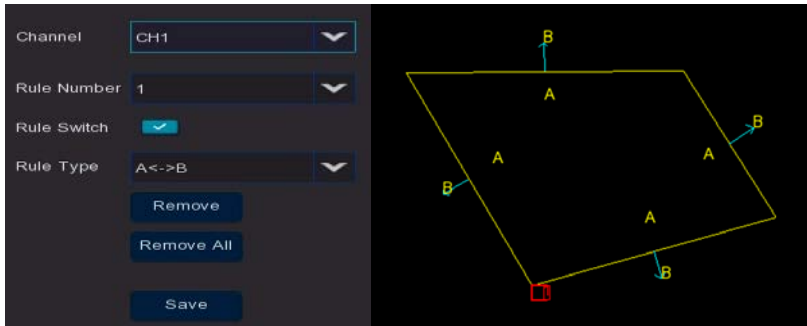 Channel CH1
Rule Number 1
Rule Switch
Rule Type A<->B
Remove
Remove All
Save
B
A
B
A
A
B
A
B